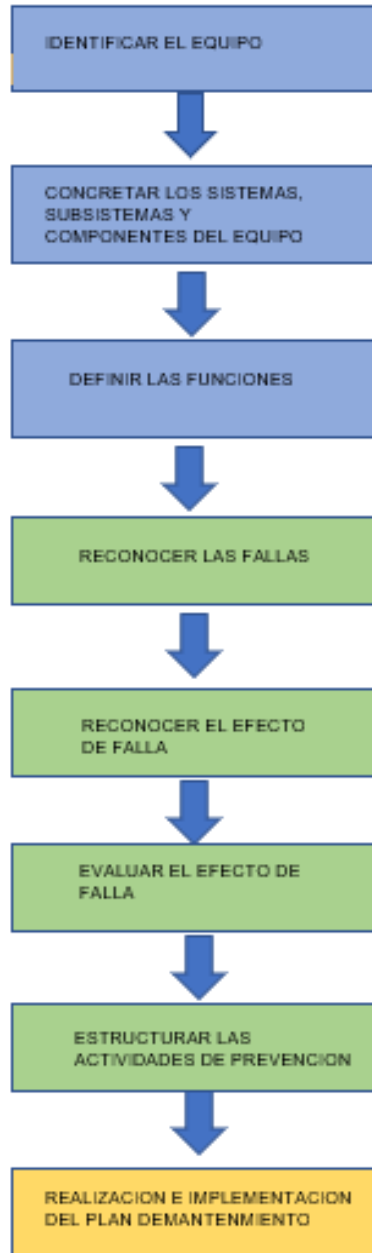 IDENTIFICAR EL EQUIPO
CONCRETAR LOS SISTEMAS,
SUBSISTEMAS Y
COMPONENTES DEL EQUIPO
DEFINIR LAS FUNCIONES
RECONOCER LAS FALLAS
RECONOCER EL EFECTO
DE FALLA
EVALUAR EL EFECTO DE
FALLA
ESTRUCTURAR LAS
ACTIVIDADES DE PREVENCION
REALIZACION E IMPLEMENTACION
DEL PLAN DEMANTENMIENTO